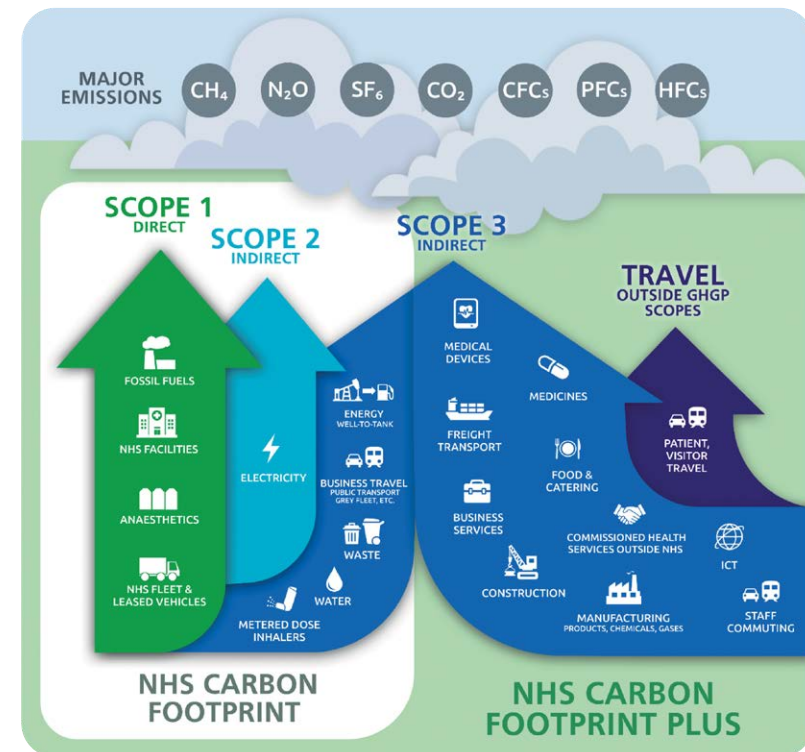 MAJOR
EMISSIONS
CH₄
N₂O
SF₆
CO₂
CFCs
PFCs
HFCs
SCOPE 1
DIRECT
SCOPE 2
INDIRECT
SCOPE 3
INDIRECT
TRAVEL
OUTSIDE GHGP
SCOPES
FOSSIL FUELS
NHS FACILITIES
ANAESTHETICS
NHS FLEET &
LEASED VEHICLES
ELECTRICITY
ENERGY
WELL-TO-TANK
BUSINESS TRAVEL
PUBLIC TRANSPORT
GREY FLEET, ETC.
WASTE
WATER
METERED DOSE
INHALERS
MEDICAL
DEVICES
MEDICINES
FREIGHT
TRANSPORT
FOOD &
CATERING
BUSINESS
SERVICES
COMMISSIONED HEALTH
SERVICES OUTSIDE NHS
CONSTRUCTION
MANUFACTURING
PRODUCTS, CHEMICALS, GASES
ICT
STAFF
COMMUTING
PATIENT,
VISITOR
TRAVEL
NHS CARBON
FOOTPRINT
NHS CARBON
FOOTPRINT PLUS